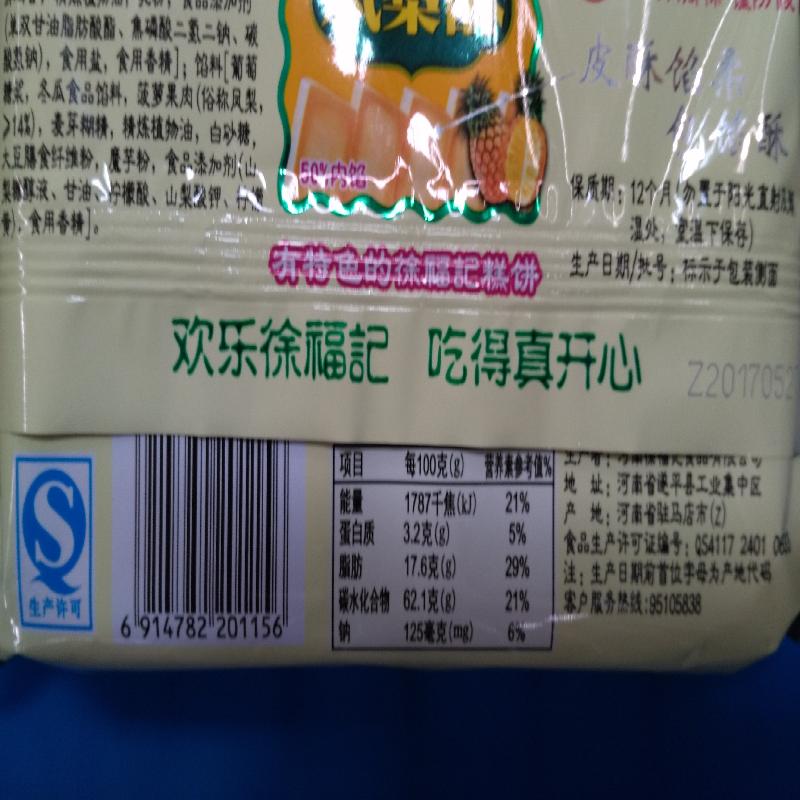 (单双甘油脂肪酸酯、焦磷酸二氢二钠、碳
酸氢钠),食用盐,食用香精];馅料[葡萄
糖浆,冬瓜食品馅料,菠萝果肉(俗称凤梨,
≥14%),麦芽糊精,精炼植物油,白砂糖,
大豆膳食纤维粉,魔芋粉,食品添加剂(山
梨糖醇液、甘油、柠檬酸、山梨酸钾、
),食用香精]。
50%内馅
皮酥馅柔
保质期:12个月(勿置于阳光直射及高
温处,室温下保存)
生产日期/批号:标示于包装侧面
有特色的徐福記糕饼
欢乐徐福記 吃得真开心
Z2017052
生产许可
6 914782 201156
项目 每100克(g) 营养素参考值%
能量 1787千焦(kJ) 21%
蛋白质 3.2克(g) 5%
脂肪 17.6克(g) 29%
碳水化合物 62.1克(g) 21%
钠 125毫克(mg) 6%
地 址:河南省遂平县工业集中区
产 地:河南省驻马店市(Z)
食品生产许可证编号:QS4117 2401
注:生产日期前首位字母为产地代码
客户服务热线:95105838